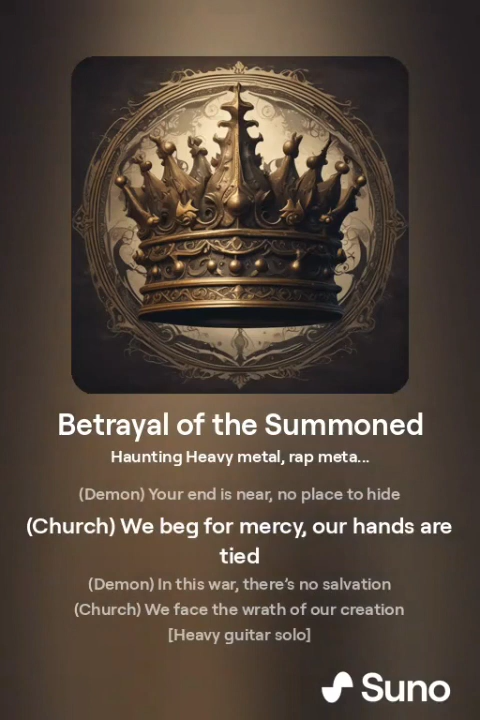 Betrayal of the Summoned
Haunting Heavy metal, rap meta...
(Demon) Your end is near, no place to hide
(Church) We beg for mercy, our hands are
tied
(Demon) In this war, there's no salvation
(Church) We face the wrath of our creation
[Heavy guitar solo]
Suno